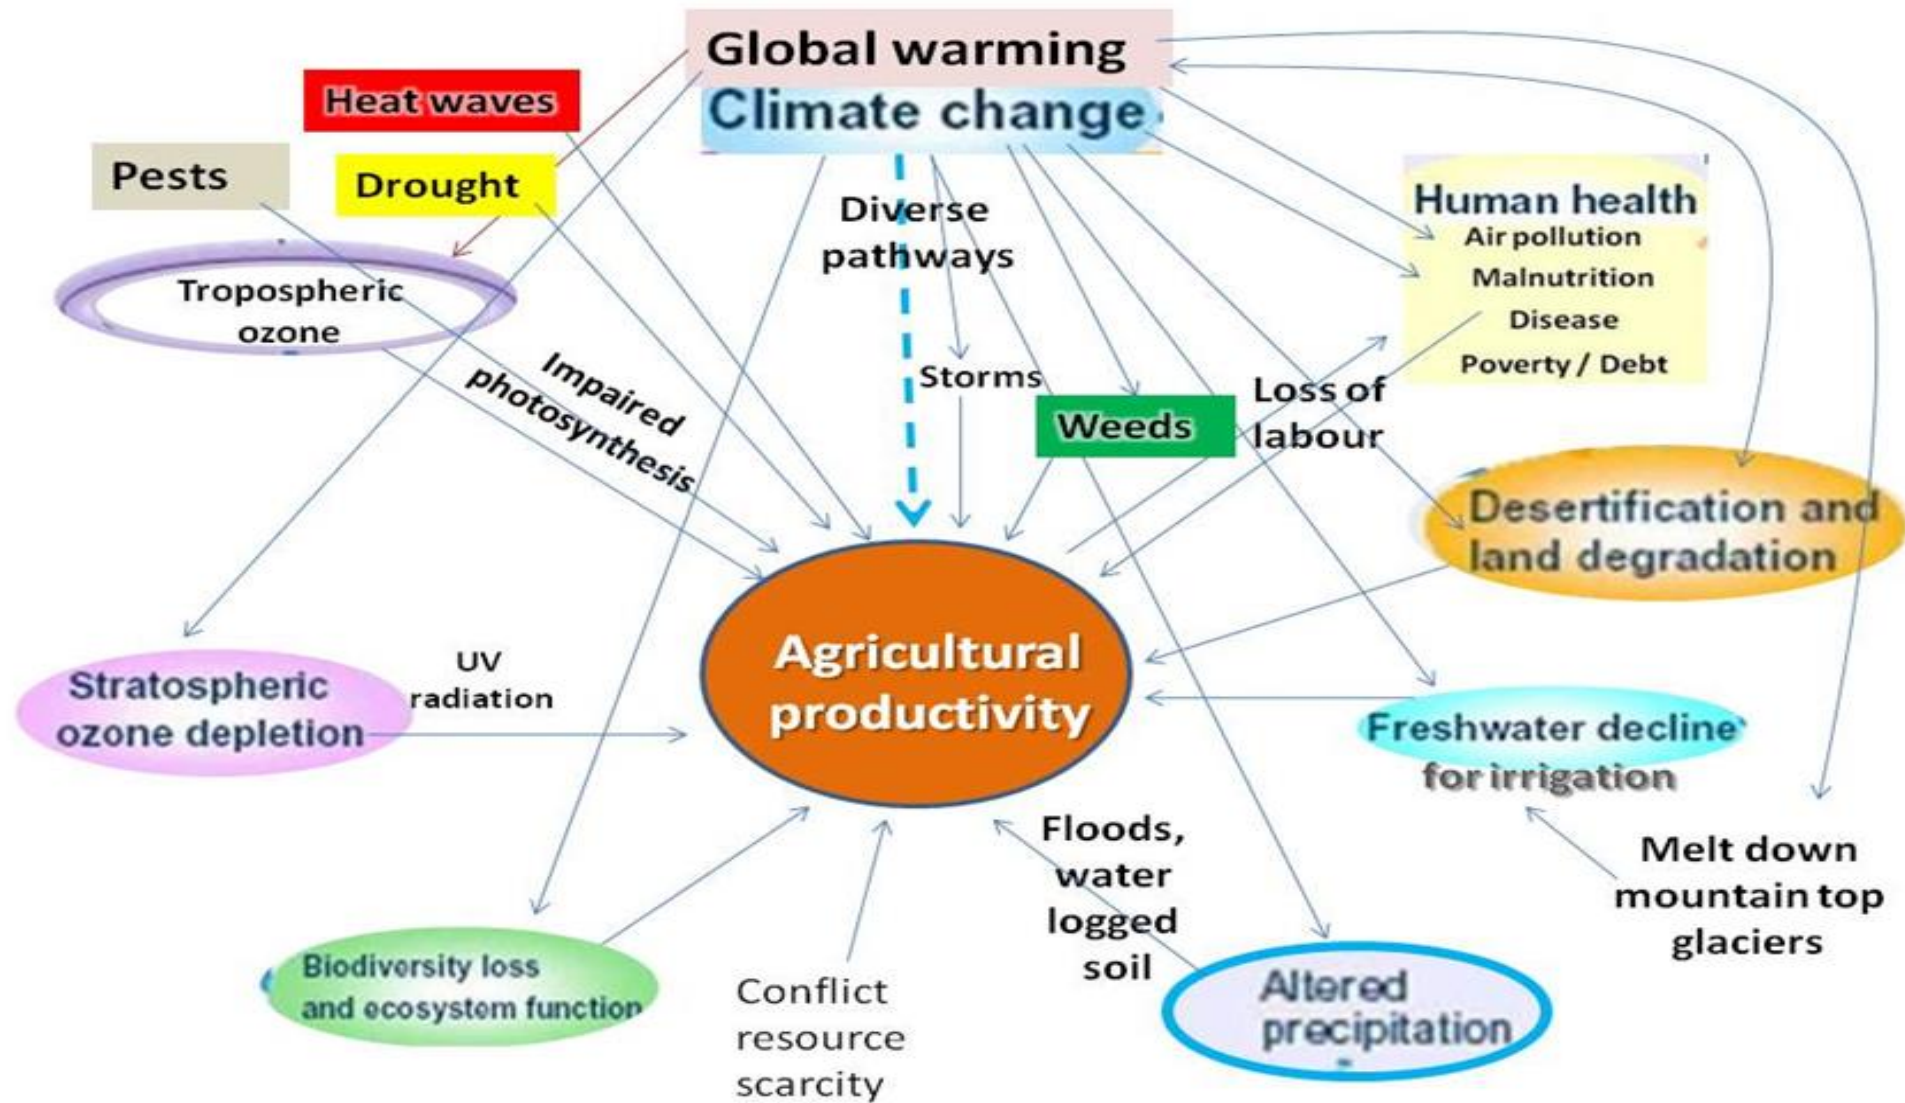 Global warming
Climate change
Heat waves
Pests
Drought
Tropospheric
ozone
Diverse
pathways
Human health
Air pollution
Malnutrition
Disease
Poverty / Debt
Impaired
photosynthesis
Storms
Weeds
Loss of
labour
Desertification and
land degradation
Agricultural
productivity
Stratospheric
ozone depletion
UV
radiation
Freshwater decline
for irrigation
Floods,
water
logged
soil
Melt down
mountain top
glaciers
Biodiversity loss
and ecosystem function
Conflict
resource
scarcity
Altered
precipitation